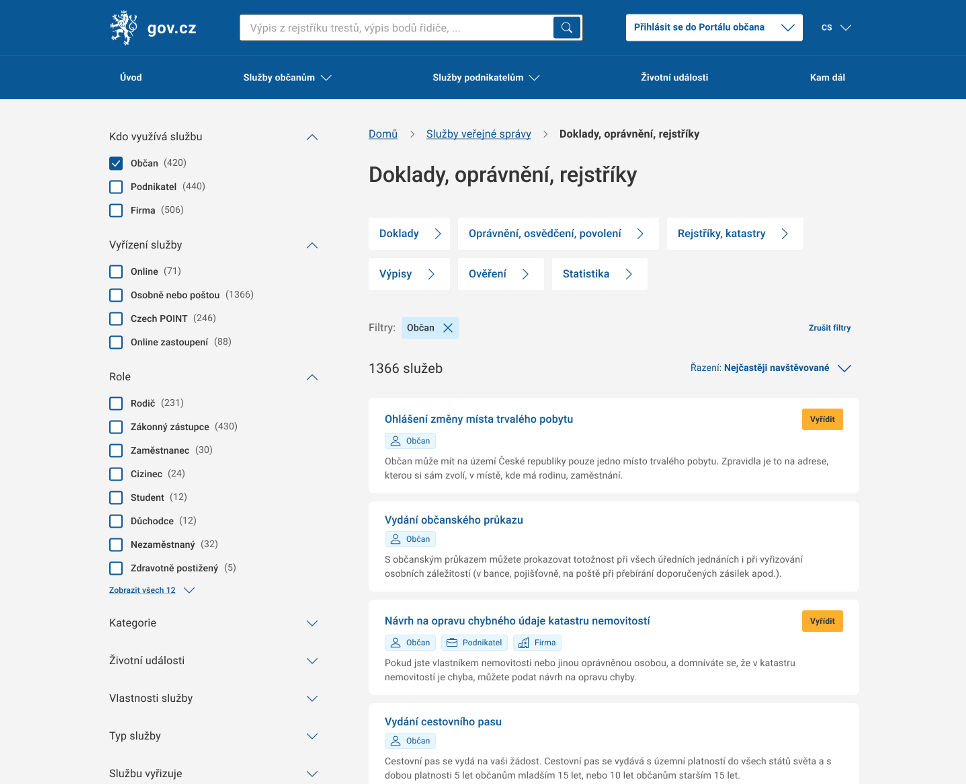 gov.cz
Výpis z rejstříku trestů, výpis bodů řidiče, ...
Přihlásit se do Portálu občana
CS
Úvod
Služby občanům
Služby podnikatelům
Životní události
Kam dál
Kdo využívá službu
Občan (420)
Podnikatel (440)
Firma (506)
Vyřízení služby
Online (71)
Osobně nebo poštou (1366)
Czech POINT (246)
Online zastoupení (88)
Role
Rodič (231)
Zákonný zástupce (430)
Zaměstnanec (30)
Cizinec (24)
Student (12)
Důchodce (12)
Nezaměstnaný (32)
Zdravotně postižený (5)
Zobrazit všech 12
Kategorie
Životní události
Vlastnosti služby
Typ služby
Službu vyřizuje
Domů
Služby veřejné správy
Doklady, oprávnění, rejstříky
Doklady, oprávnění, rejstříky
Doklady
Oprávnění, osvědčení, povolení
Rejstříky, katastry
Výpisy
Ověření
Statistika
Filtry: Občan
Zrušit filtry
1366 služeb
Řazení: Nejčastěji navštěvované
Ohlášení změny místa trvalého pobytu
Vyřídit
Občan
Občan může mít na území České republiky pouze jedno místo trvalého pobytu. Zpravidla je to na adrese,
kterou si sám zvolí, v místě, kde má rodinu, zaměstnání.
Vydání občanského průkazu
Občan
S občanským průkazem můžete prokazovat totožnost při všech úředních jednáních i při vyřizování
osobních záležitostí (v bance, pojišťovně, na poště při přebírání doporučených zásilek apod.).
Návrh na opravu chybného údaje katastru nemovitostí
Vyřídit
Občan Podnikatel Firma
Pokud jste vlastníkem nemovitosti nebo jinou oprávněnou osobou, a domníváte se, že v katastru
nemovitostí je chyba, můžete podat návrh na opravu chyby.
Vydání cestovního pasu
Občan
Cestovní pas se vydá na vaši žádost. Cestovní pas se vydává s územní platností do všech států světa a s
dobou platnosti 5 let občanům mladším 15 let, nebo 10 let občanům starším 15 let.